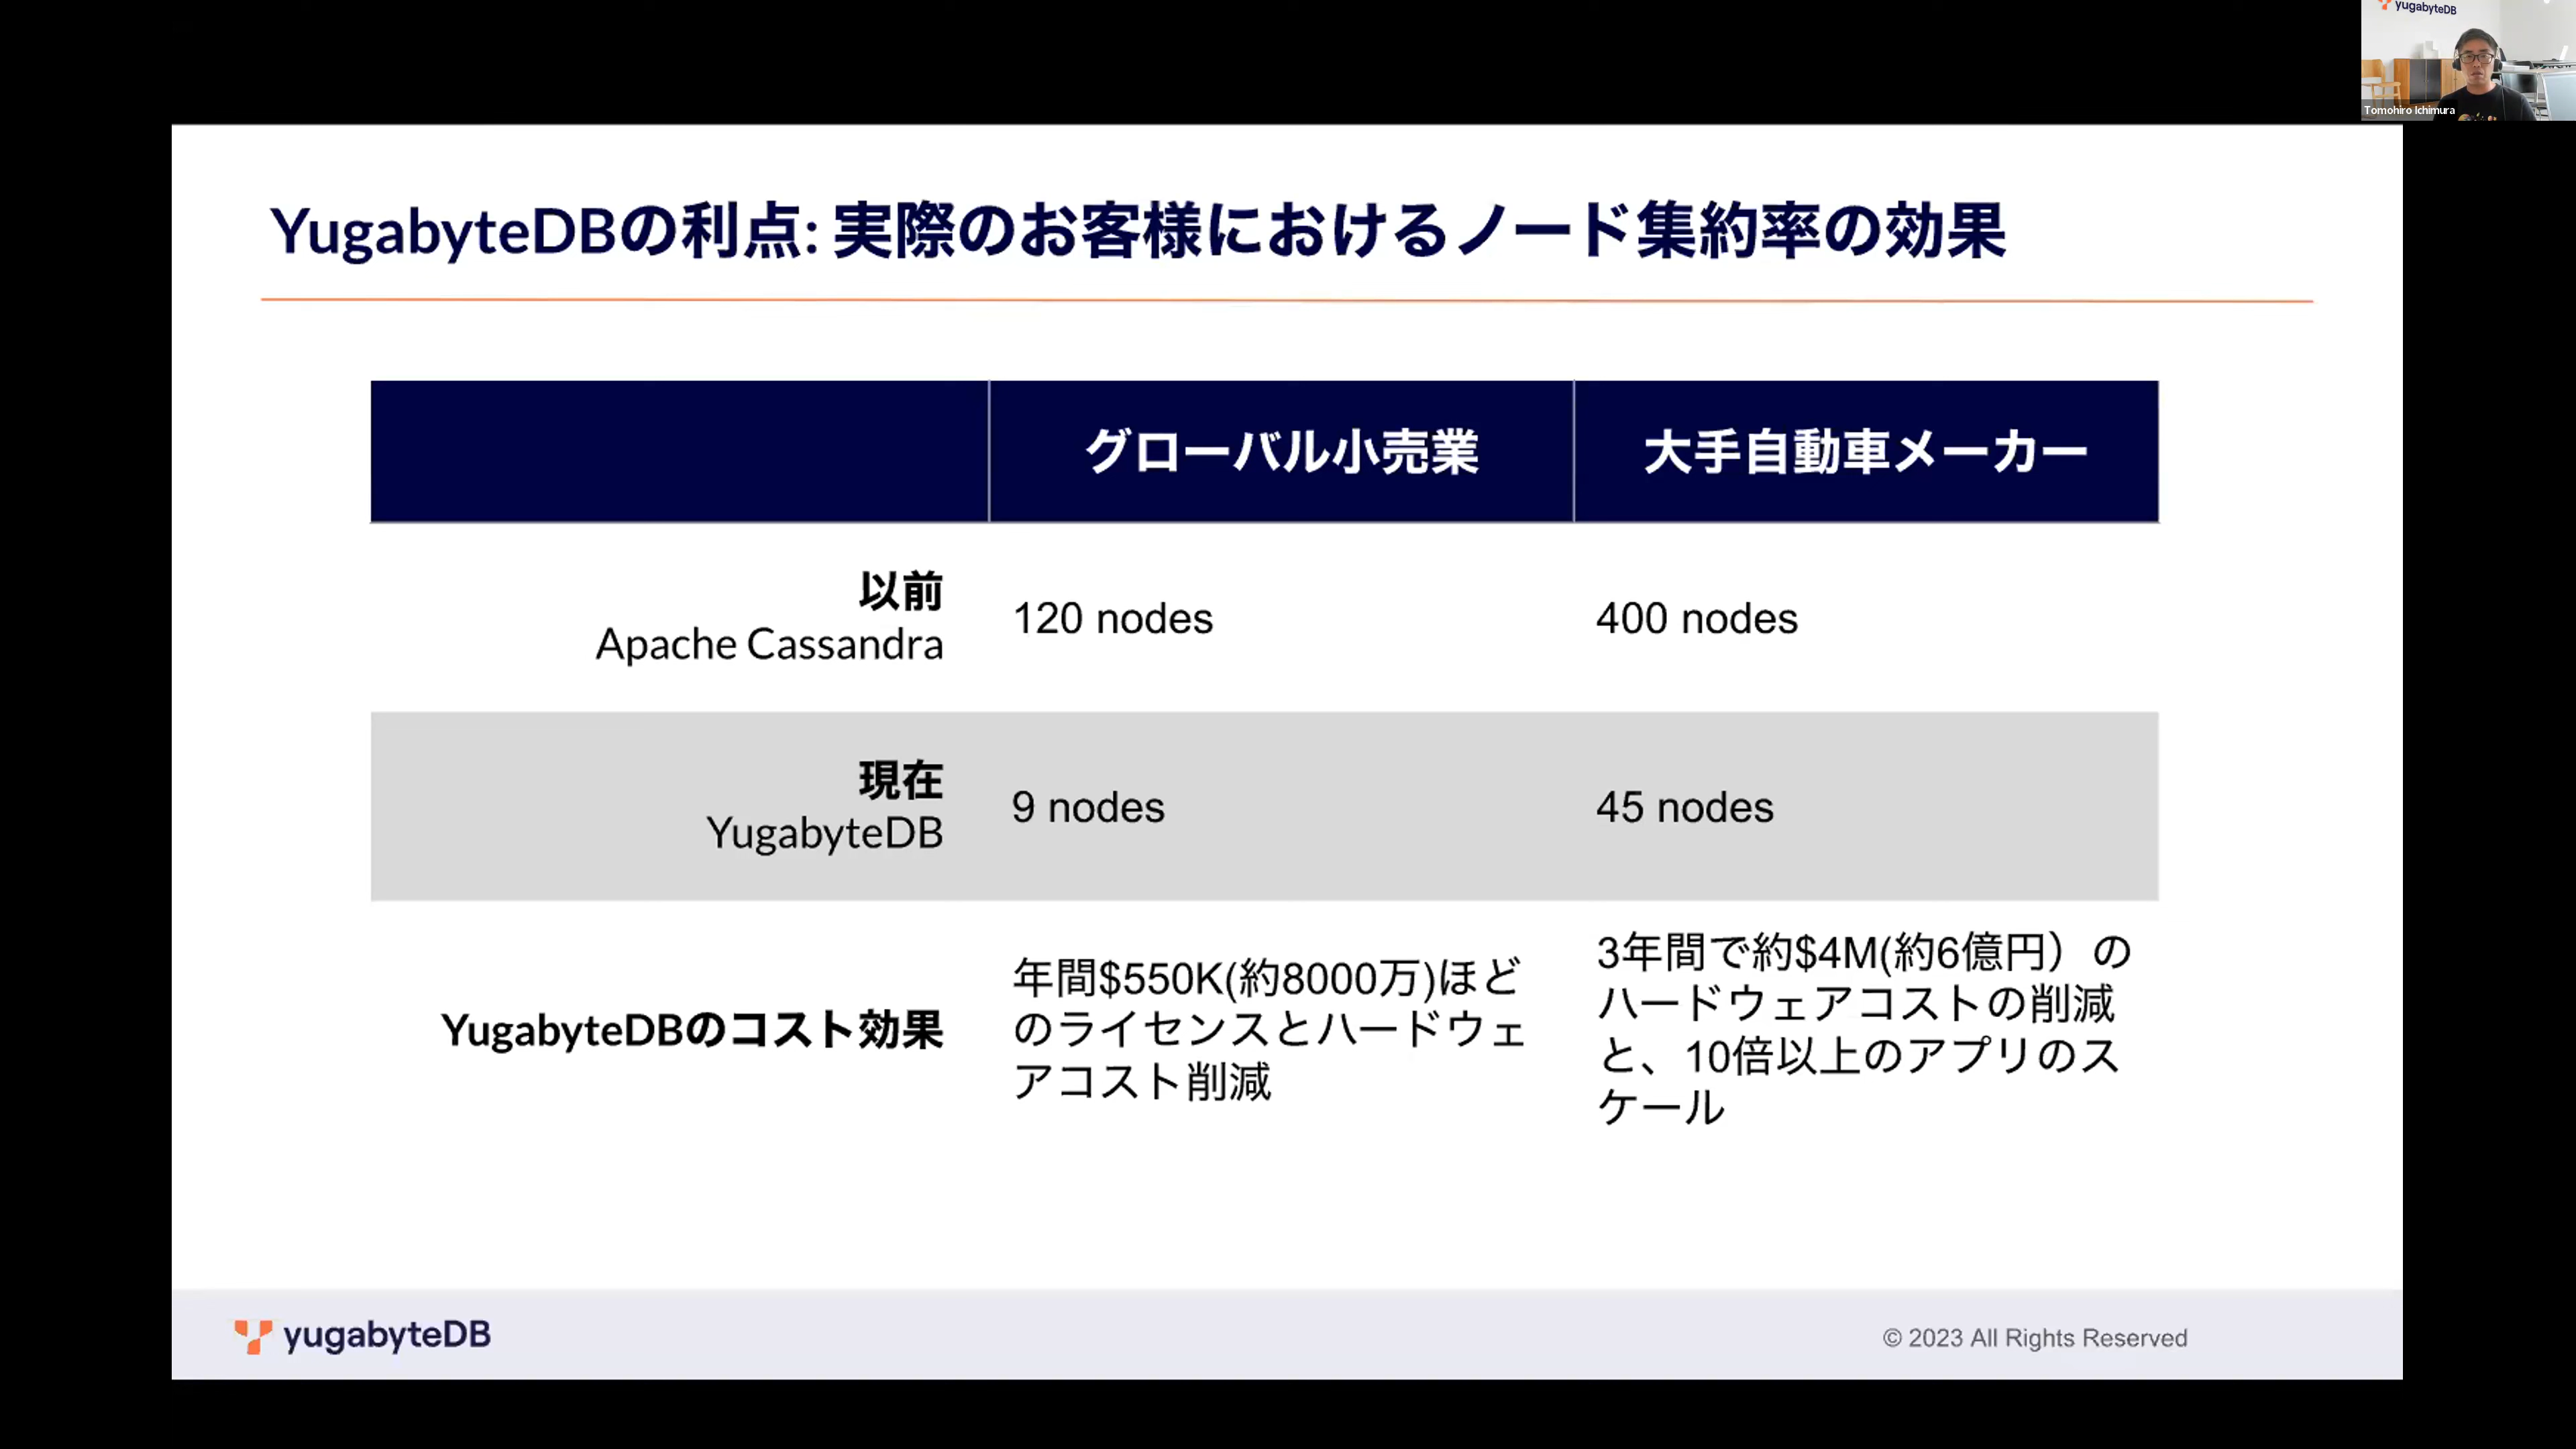 yugabyteDB
Tomohiro Ichimura
YugabyteDBの利点: 実際のお客様におけるノード集約率の効果
グローバル小売業
大手自動車メーカー
以前
Apache Cassandra
120 nodes
400 nodes
現在
YugabyteDB
9 nodes
45 nodes
YugabyteDBのコスト効果
年間$550K(約8000万)ほど
のライセンスとハードウェ
アコスト削減
3年間で約$4M(約6億円）の
ハードウェアコストの削減
と、10倍以上のアプリのス
ケール
yugabyteDB
© 2023 All Rights Reserved